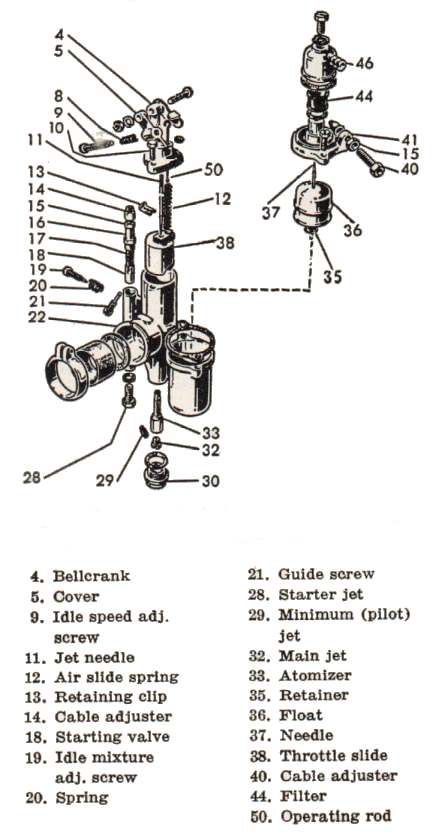 4
5
8
9
10
11
13
14
15
16
17
18
19
20
21
22
50
12
38
28
29
33
32
30
46
44
41
15
40
37
36
35
4. Bellcrank
5. Cover
9. Idle speed adj.
screw
11. Jet needle
12. Air slide spring
13. Retaining clip
14. Cable adjuster
18. Starting valve
19. Idle mixture
adj. screw
20. Spring
21. Guide screw
28. Starter jet
29. Minimum (pilot)
jet
32. Main jet
33. Atomizer
35. Retainer
36. Float
37. Needle
38. Throttle slide
40. Cable adjuster
44. Filter
50. Operating rod